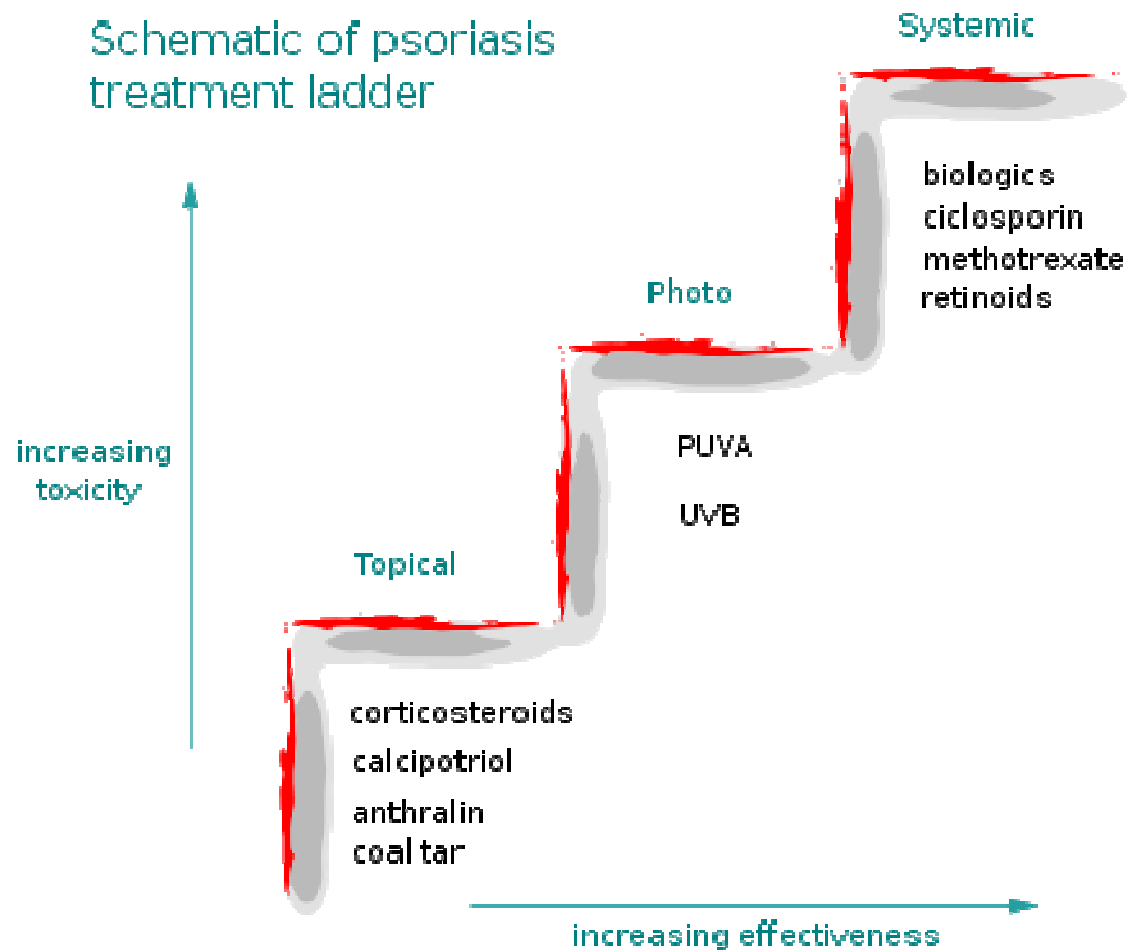 Schematic of psoriasis
treatment ladder
Systemic
biologics
ciclosporin
methotrexate
retinoids
Photo
PUVA
UVB
increasing
toxicity
Topical
corticosteroids
calcipotriol
anthralin
coal tar
increasing effectiveness